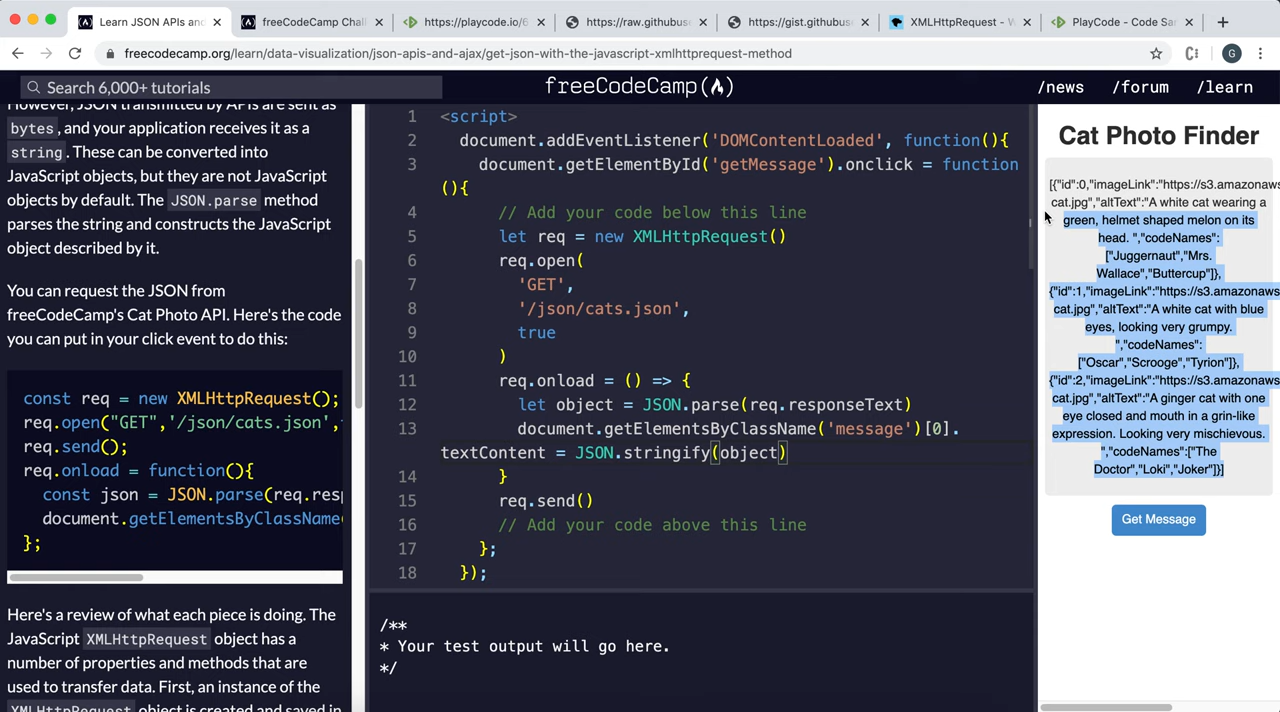 Learn JSON APIs and
freeCodeCamp Chall
https://playcode.io/6
https://raw.githubuse
https://gist.githubus
XMLHttpRequest - W
PlayCode - Code Sa
freecodecamp.org/learn/data-visualization/json-apis-and-ajax/get-json-with-the-javascript-xmlhttprequest-method
G
Search 6,000+ tutorials
freeCodeCamp
/news
/forum
/learn
However, JSON transmitted by APIs are sent as
bytes, and your application receives it as a
string. These can be converted into
JavaScript objects, but they are not JavaScript
objects by default. The JSON.parse method
parses the string and constructs the JavaScript
object described by it.
You can request the JSON from
freeCodeCamp's Cat Photo API. Here's the code
you can put in your click event to do this:
const req = new XMLHttpRequest();
req.open("GET",'/json/cats.json',
req.send();
req.onload = function(){
const json = JSON.parse(req.resp
document.getElementsByClassName(
};
Here's a review of what each piece is doing. The
JavaScript XMLHttpRequest object has a
number of properties and methods that are
used to transfer data. First, an instance of the
XMLHttpRequest object is created and saved in
1 <script>
2 document.addEventListener('DOMContentLoaded', function(){
3 document.getElementById('getMessage').onclick = function
(){
4 // Add your code below this line
5 let req = new XMLHttpRequest()
6 req.open(
7 'GET',
8 '/json/cats.json',
9 true
10 )
11 req.onload = () => {
12 let object = JSON.parse(req.responseText)
13 document.getElementsByClassName('message')[0].
textContent = JSON.stringify(object)
14 }
15 req.send()
16 // Add your code above this line
17 };
18 });
/**
* Your test output will go here.
*/
Cat Photo Finder
[{"id":0,"imageLink":"https://s3.amazonaws
cat.jpg","altText":"A white cat wearing a
green, helmet shaped melon on its
head. ","codeNames":
["Juggernaut","Mrs.
Wallace","Buttercup"]},
{"id":1,"imageLink":"https://s3.amazonaws
cat.jpg","altText":"A white cat with blue
eyes, looking very grumpy.
","codeNames":
["Oscar","Scrooge","Tyrion"]},
{"id":2,"imageLink":"https://s3.amazonaws
cat.jpg","altText":"A ginger cat with one
eye closed and mouth in a grin-like
expression. Looking very mischievous.
","codeNames":["The
Doctor","Loki","Joker"]}]
Get Message